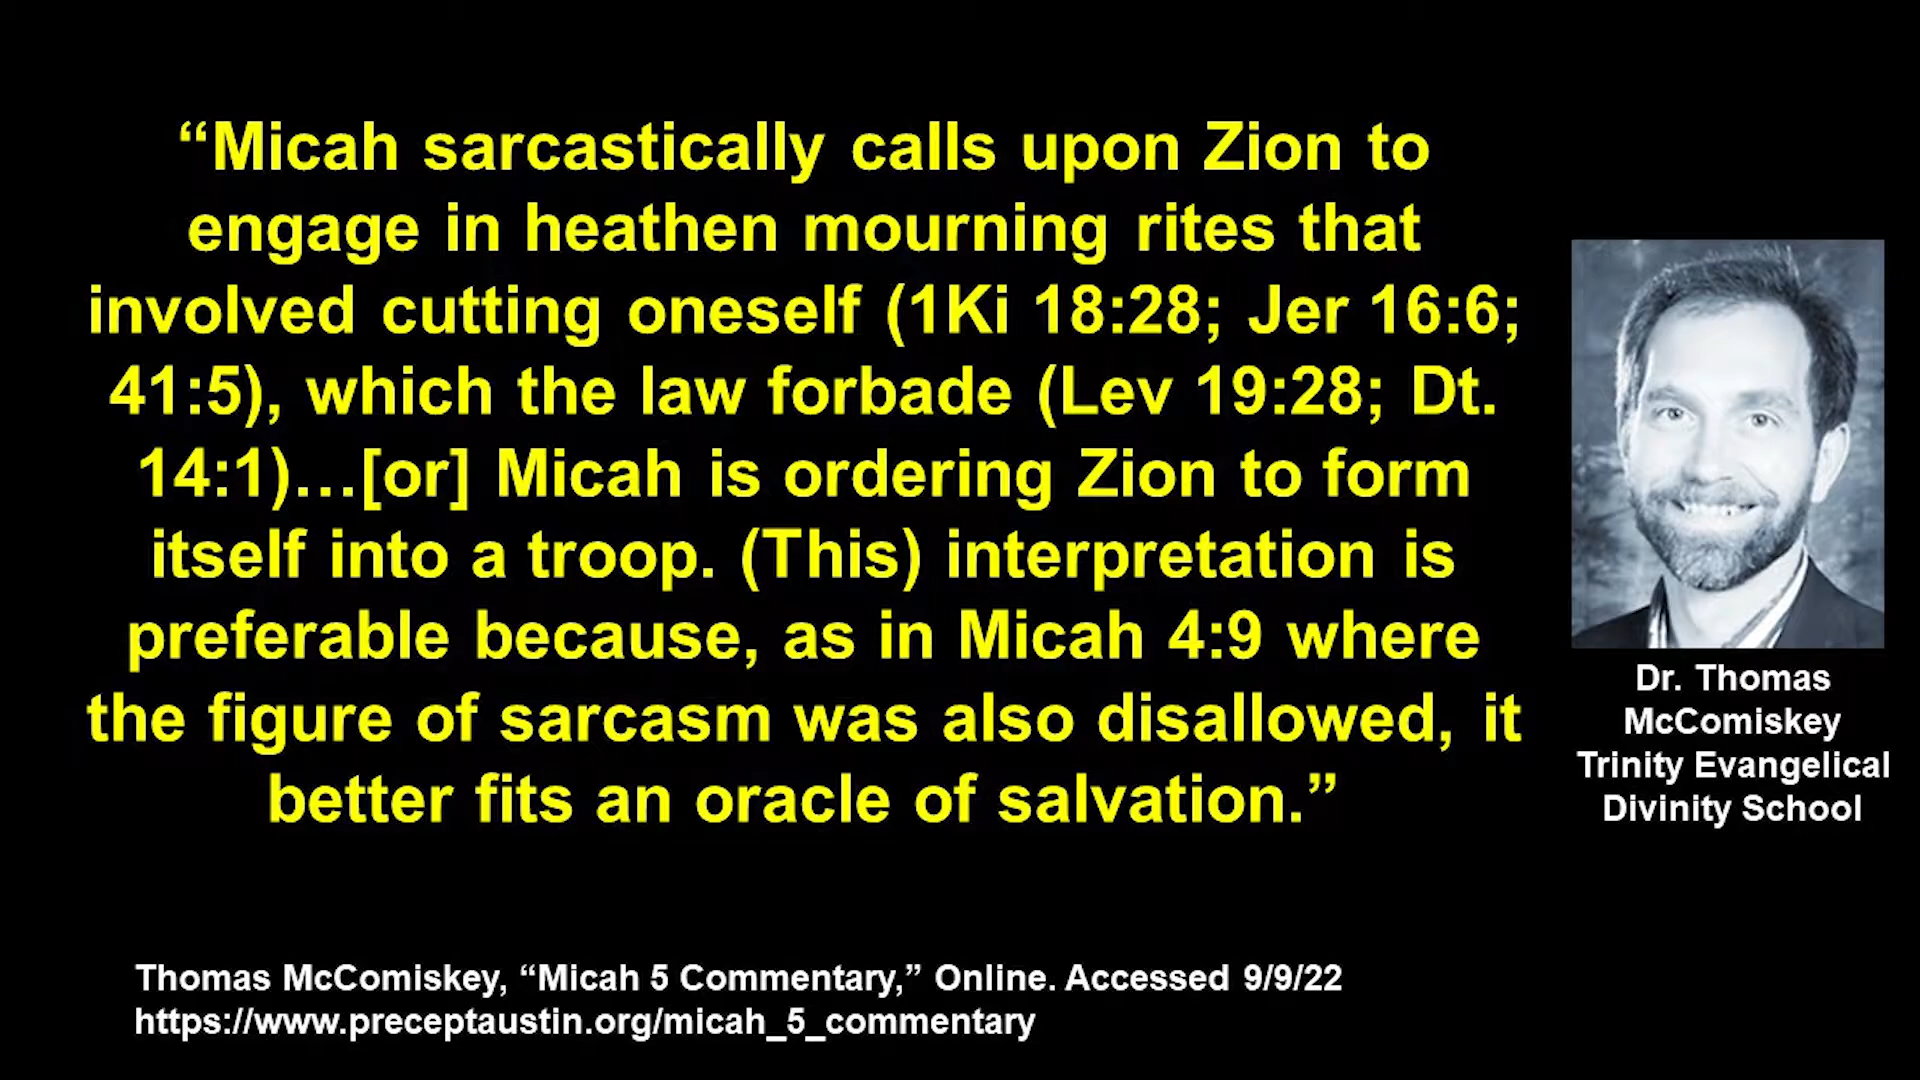 “Micah sarcastically calls upon Zion to
engage in heathen mourning rites that
involved cutting oneself (1Ki 18:28; Jer 16:6;
41:5), which the law forbade (Lev 19:28; Dt.
14:1)…[or] Micah is ordering Zion to form
itself into a troop. (This) interpretation is
preferable because, as in Micah 4:9 where
the figure of sarcasm was also disallowed, it
better fits an oracle of salvation.”
Dr. Thomas
McComiskey
Trinity Evangelical
Divinity School
Thomas McComiskey, “Micah 5 Commentary,” Online. Accessed 9/9/22
https://www.preceptaustin.org/micah_5_commentary